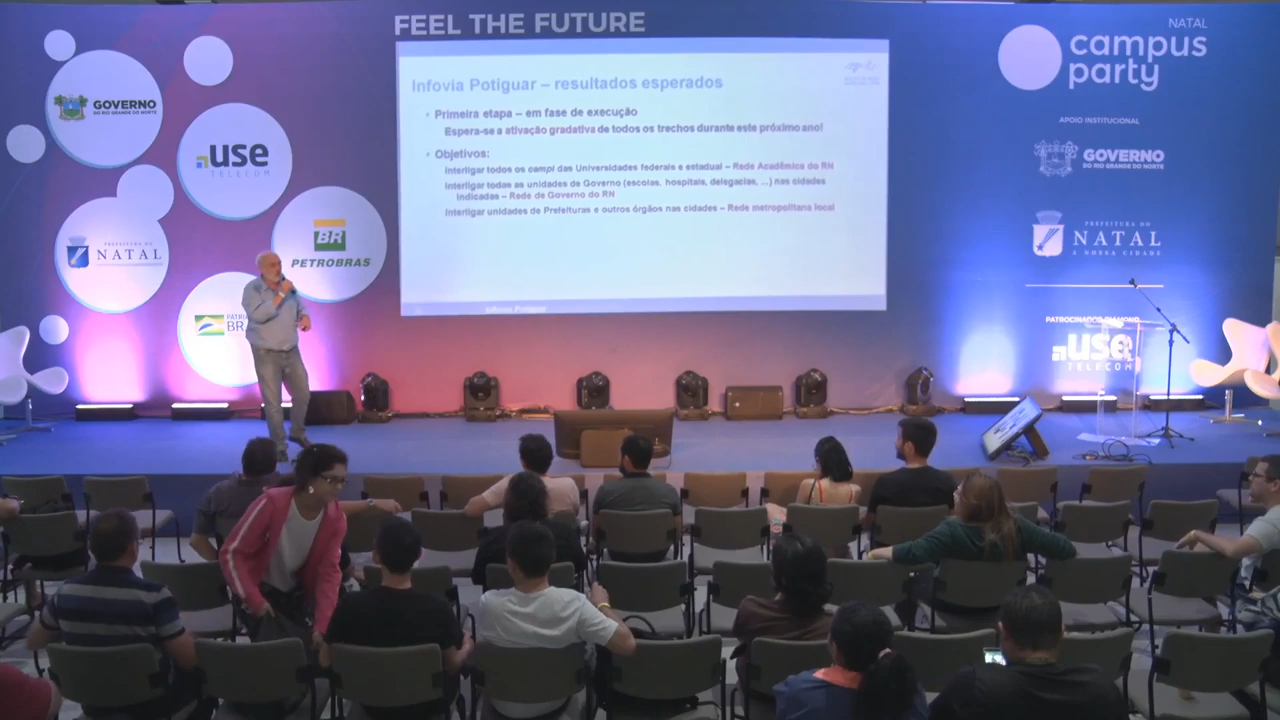 FEEL THE FUTURE
NATAL
campus
party
APOIO INSTITUCIONAL
GOVERNO
DO RIO GRANDE DO NORTE
PREFEITURA DO
NATAL
A NOSSA CIDADE
USE
TELECOM
GOVERNO
DO RIO GRANDE DO NORTE
USE
TELECOM
PREFEITURA DO
NATAL
BR
PETROBRAS
Infovia Potiguar – resultados esperados
• Primeira etapa – em fase de execução
Espera-se a ativação gradativa de todos os trechos durante este próximo ano!
• Objetivos:
Interligar todos os campi das Universidades federais e estadual – Rede Acadêmica do RN
Interligar todas as unidades de Governo (escolas, hospitais, delegacias, ...) nas cidades
indicadas – Rede de Governo do RN
Interligar unidades de Prefeituras e outros órgãos nas cidades – Rede metropolitana local
Infovia Potiguar